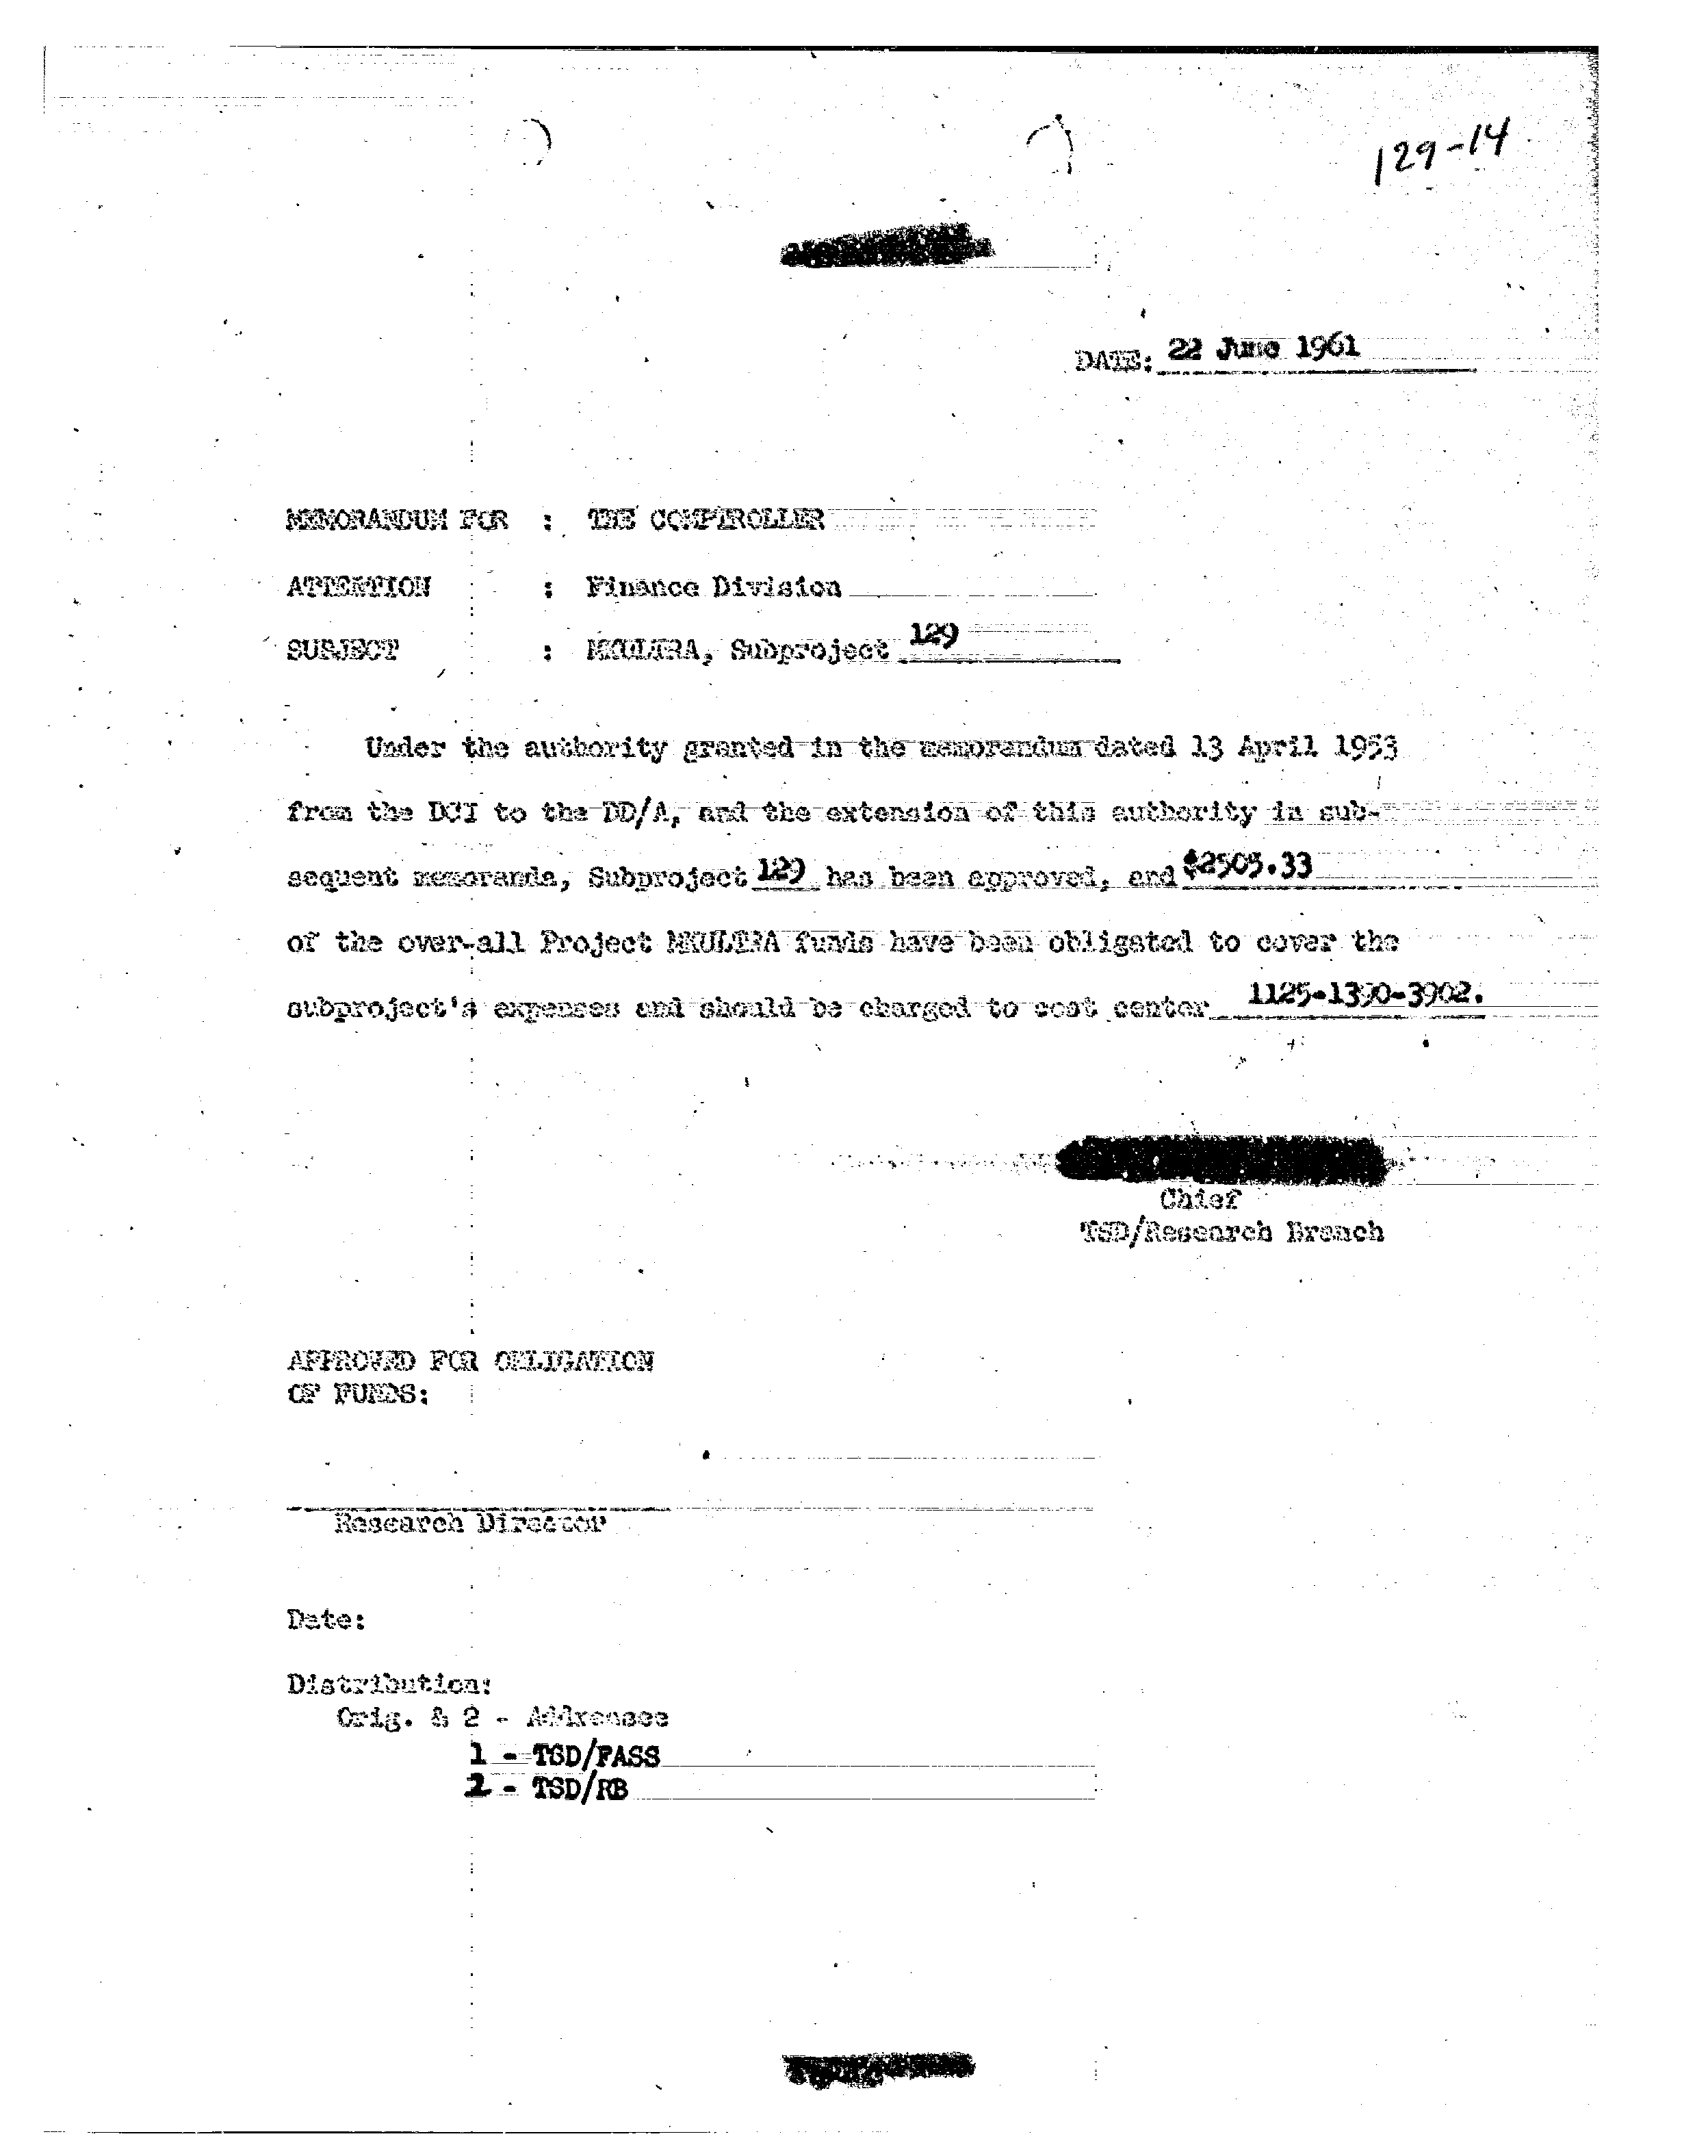 129-14
DATE: 22 June 1961
MEMORANDUM FOR : THE COMPTROLLER
ATTENTION : Finance Division
SUBJECT : MKULTRA, Subproject 129
Under the authority granted in the memorandum dated 13 April 1953
from the DCI to the DD/A, and the extension of this authority in sub-
sequent memoranda, Subproject 129 has been approved, and $2505.33
of the over-all Project MKULTRA funds have been obligated to cover the
subproject's expenses and should be charged to cost center 1125-1390-3902.
Chief
TSD/Research Branch
APPROVED FOR OBLIGATION
OF FUNDS:
Research Director
Date:
Distribution:
Orig. & 2 - Addressee
1 - TSD/FASS
2 - TSD/RB